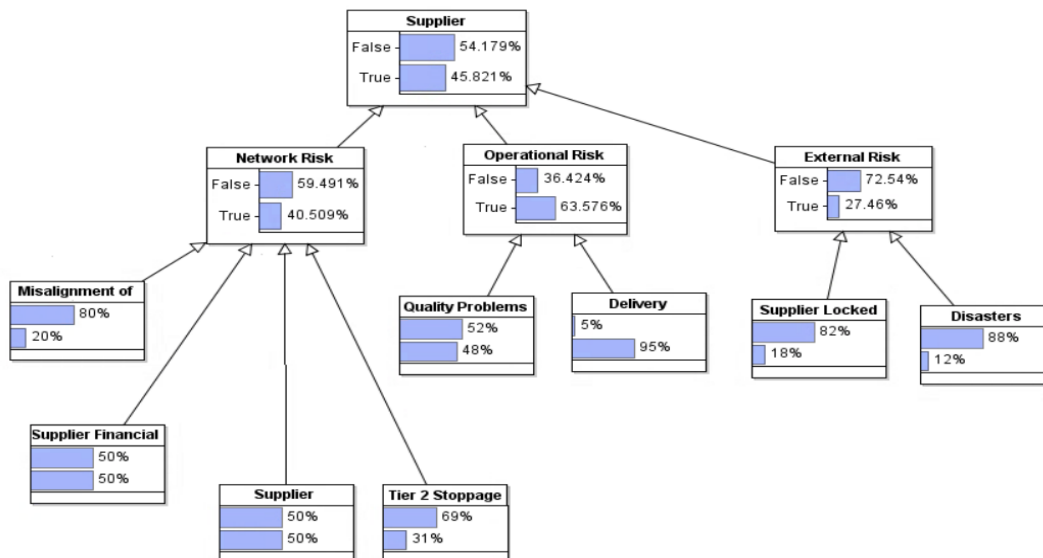 Supplier
False 54.179%
True 45.821%
Network Risk
False 59.491%
True 40.509%
Operational Risk
False 36.424%
True 63.576%
External Risk
False 72.54%
True 27.46%
Misalignment of
80%
20%
Quality Problems
52%
48%
Delivery
5%
95%
Supplier Locked
82%
18%
Disasters
88%
12%
Supplier Financial
50%
50%
Supplier
50%
50%
Tier 2 Stoppage
69%
31%